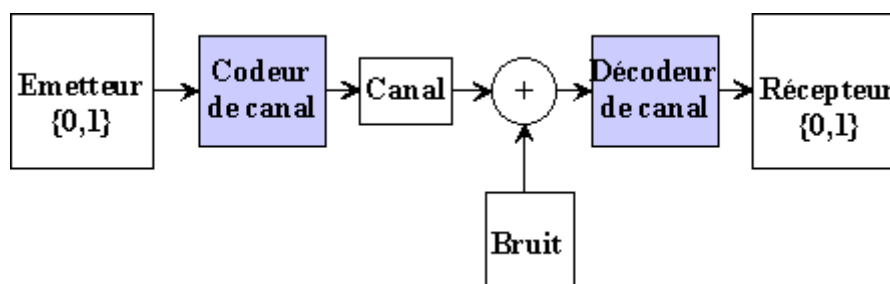 Emetteur
{0,1}
Codeur
de canal
Canal
+
Décodeur
de canal
Récepteur
{0,1}
Bruit